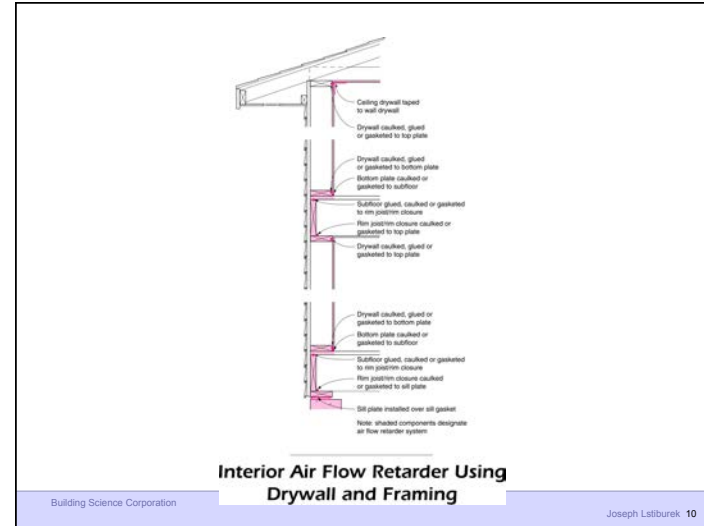 Ceiling drywall taped
to wall drywall
Drywall caulked, glued
or gasketed to top plate
Drywall caulked, glued
or gasketed to bottom plate
Bottom plate caulked or
gasketed to subfloor
Subfloor glued, caulked or gasketed
to rim joist/rim closure
Rim joist/rim closure caulked or
gasketed to top plate
Drywall caulked, glued or
gasketed to top plate
Drywall caulked, glued or
gasketed to bottom plate
Bottom plate caulked or
gasketed to subfloor
Subfloor glued, caulked or gasketed
to rim joist/rim closure
Rim joist/rim closure caulked
or gasketed to sill plate
Sill plate installed over sill gasket
Note: shaded components designate
air flow retarder system
Interior Air Flow Retarder Using
Drywall and Framing
Building Science Corporation
Joseph Lstiburek 10